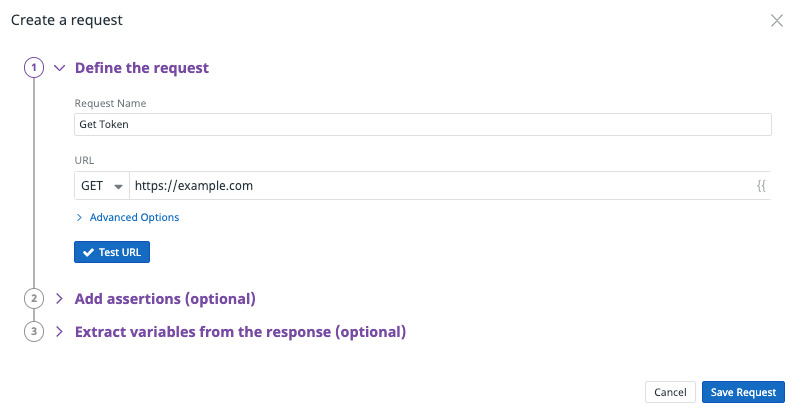 Create a request
1 Define the request
Request Name
Get Token
URL
GET https://example.com {{
Advanced Options
Test URL
2 Add assertions (optional)
3 Extract variables from the response (optional)
Cancel Save Request